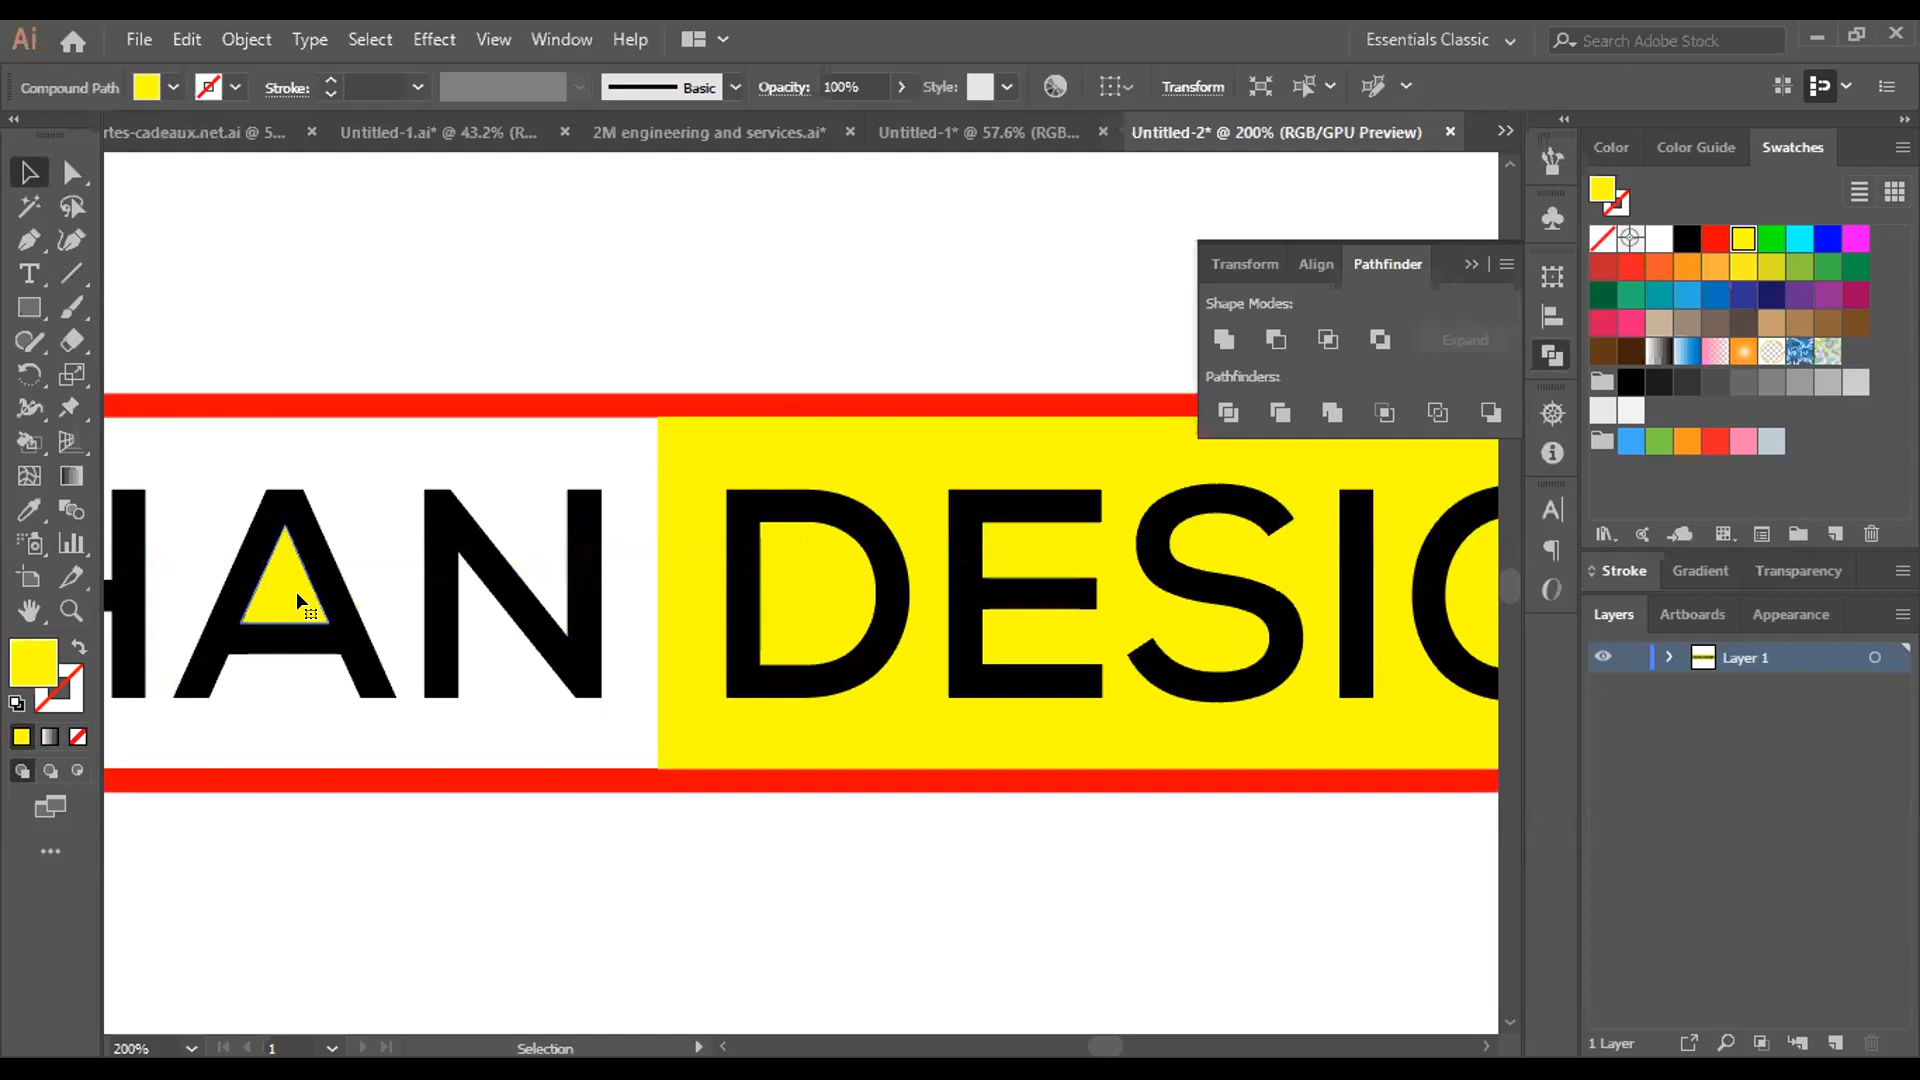 Ai File Edit Object Type Select Effect View Window Help Essentials Classic Search Adobe Stock
Compound Path Stroke: Basic Opacity: 100% Style: Transform
rtes-cadeaux.net.ai @ 5... Untitled-1.ai* @ 43.2% (R... 2M engineering and services.ai* Untitled-1* @ 57.6% (RGB... Untitled-2* @ 200% (RGB/GPU Preview)
Color Color Guide Swatches
Transform Align Pathfinder
Shape Modes:
Expand
Pathfinders:
HAN DESIG
Stroke Gradient Transparency
Layers Artboards Appearance
Layer 1
1 Layer
200% 1 Selection